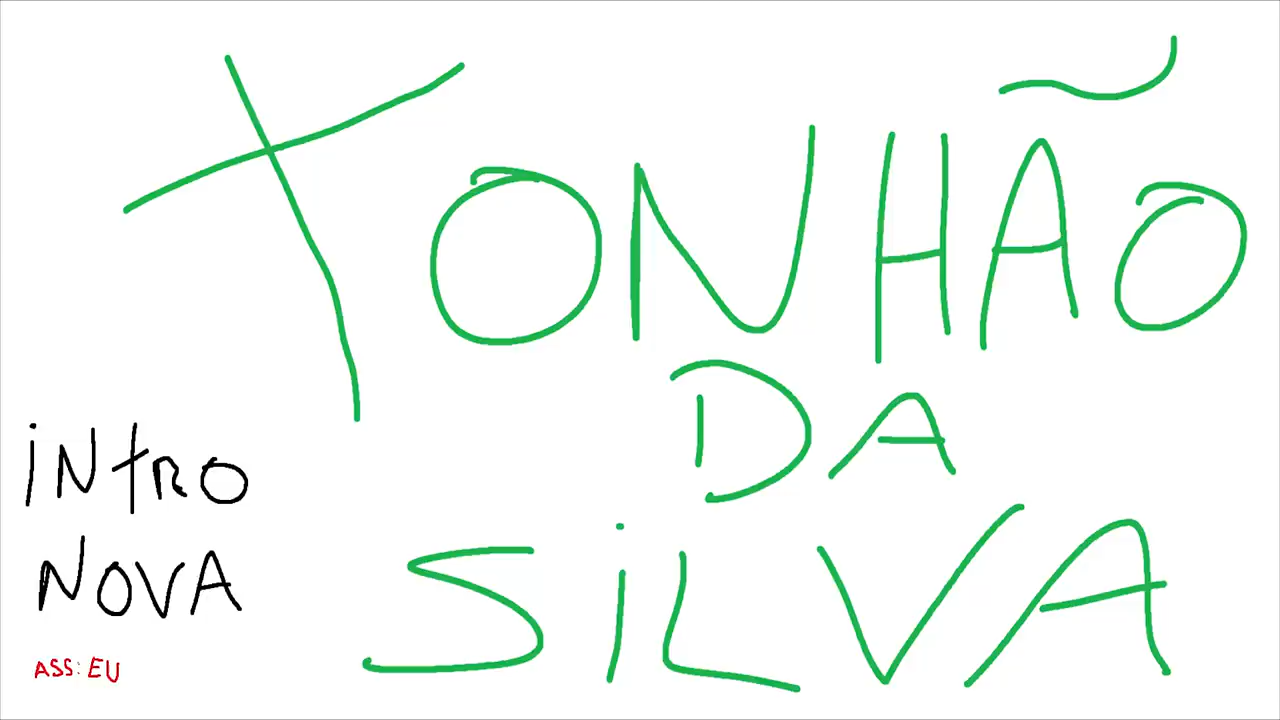 TONHÃO
DA
SiLVA
iNtRO
NOVA
ASS: EU